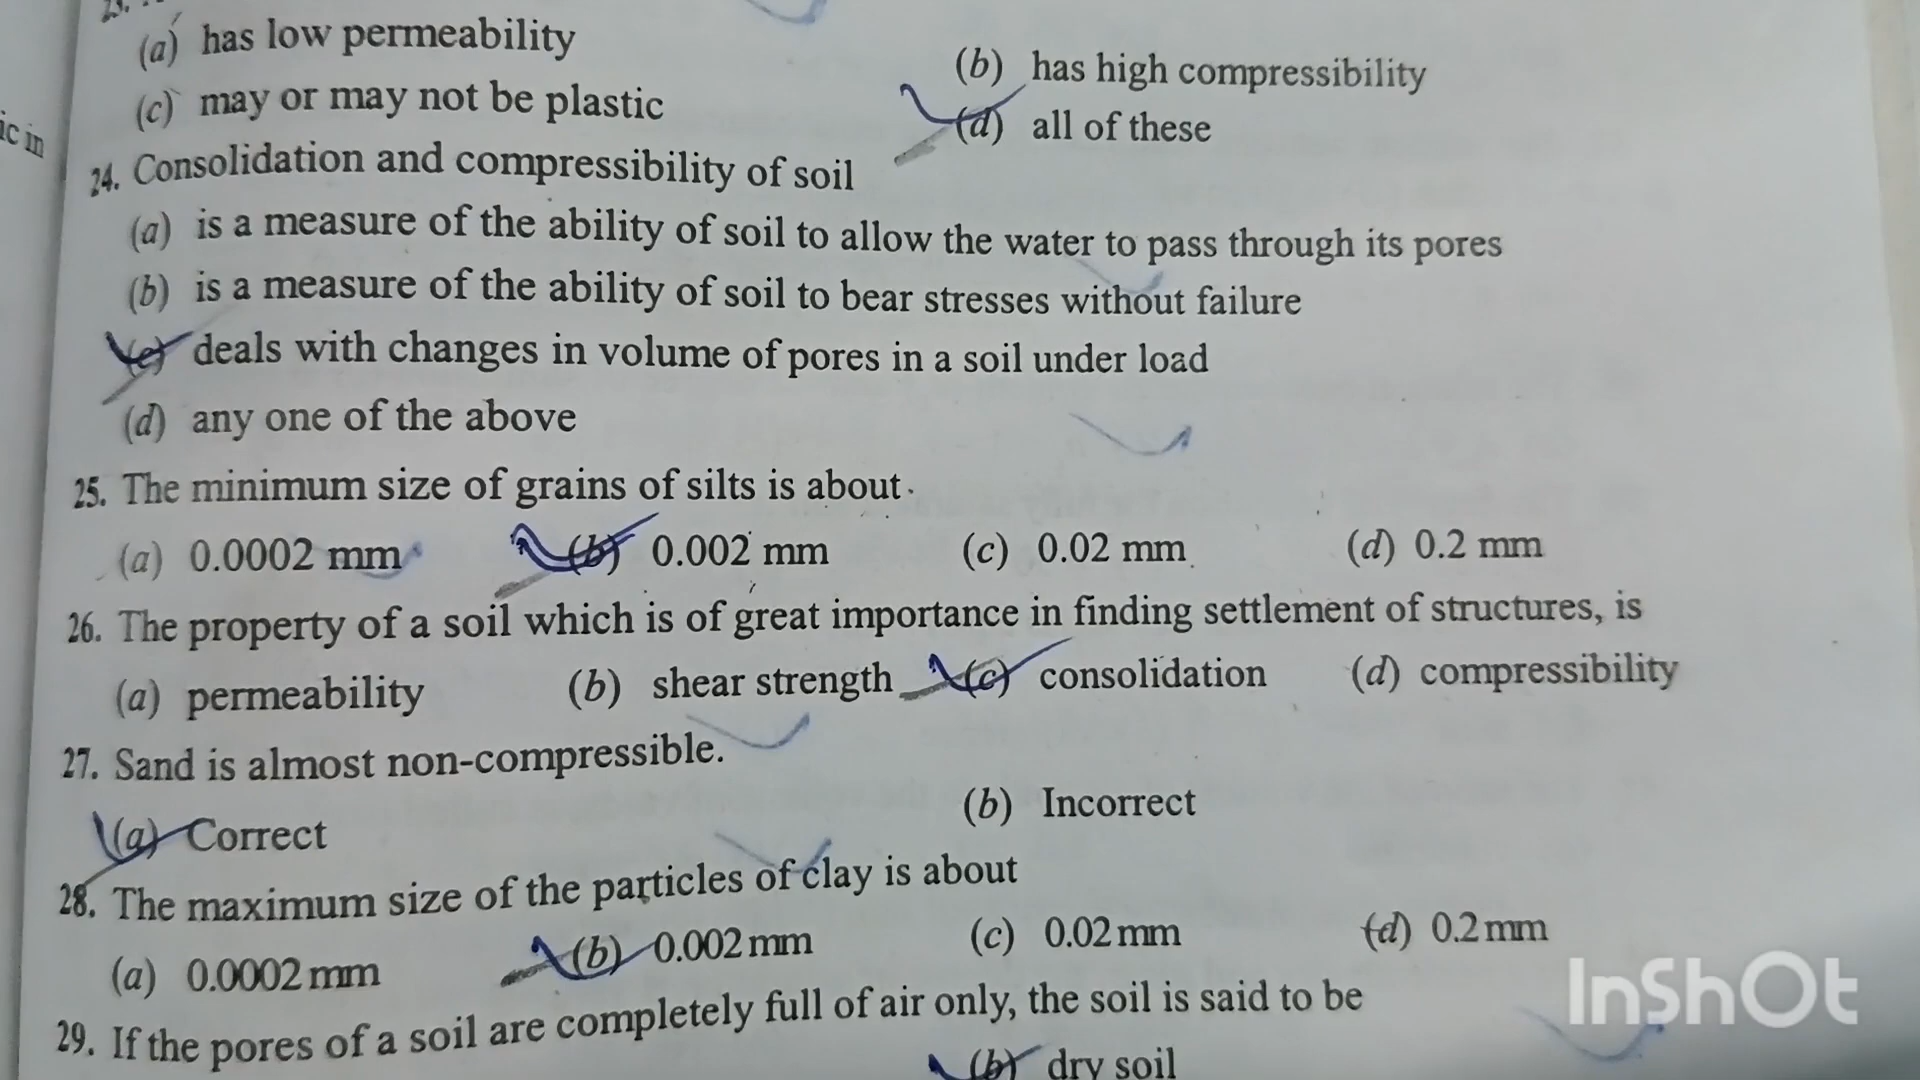 (a) has low permeability
(b) has high compressibility
(c) may or may not be plastic
(d) all of these
ic in
24. Consolidation and compressibility of soil
(a) is a measure of the ability of soil to allow the water to pass through its pores
(b) is a measure of the ability of soil to bear stresses without failure
(c) deals with changes in volume of pores in a soil under load
(d) any one of the above
25. The minimum size of grains of silts is about
(a) 0.0002 mm (b) 0.002 mm (c) 0.02 mm (d) 0.2 mm
26. The property of a soil which is of great importance in finding settlement of structures, is
(a) permeability (b) shear strength (c) consolidation (d) compressibility
27. Sand is almost non-compressible.
(a) Correct (b) Incorrect
28. The maximum size of the particles of clay is about
(a) 0.0002 mm (b) 0.002 mm (c) 0.02 mm (d) 0.2 mm
29. If the pores of a soil are completely full of air only, the soil is said to be
(b) dry soil
InShOt